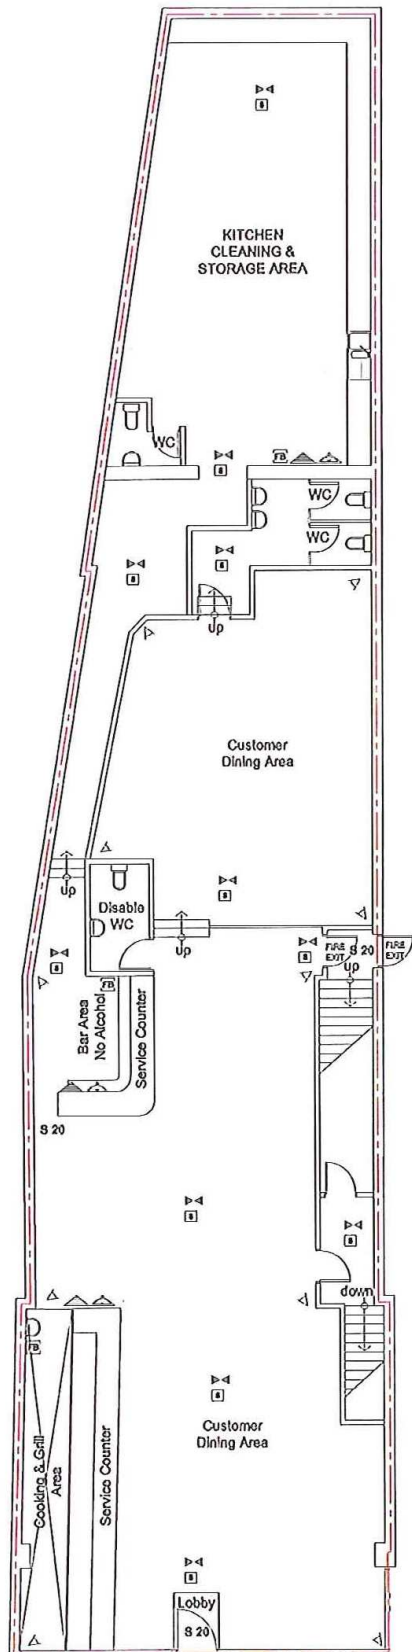 S
KITCHEN
CLEANING &
STORAGE AREA
WC
S
FB
WC
S
S
WC
up
Customer
Dining Area
up
S
Disable
WC
up
S
S
FIRE
EXIT
S 20
FIRE
EXIT
up
FB
Bar Area
No Alcohol
Service Counter
S 20
S
S
down
FB
S
Customer
Dining Area
Cooking & Grill
Area
Service Counter
S
Lobby
S 20